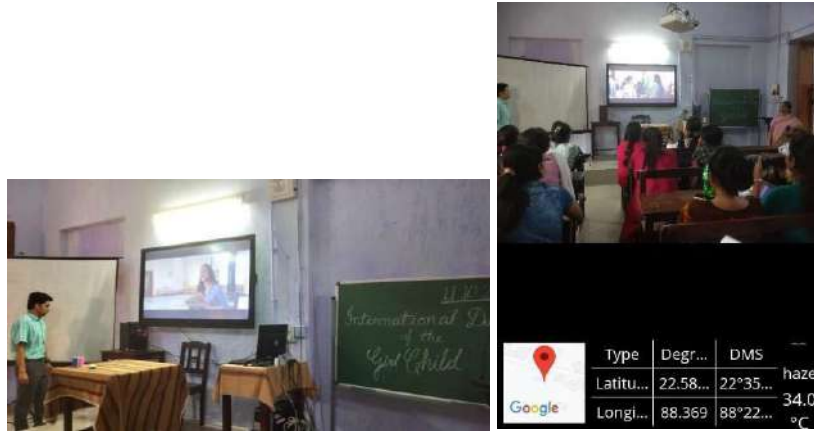 International D
of the
Girl Child
Type Degr... DMS
Latitu... 22.58... 22°35...
Longi... 88.369 88°22...
haze
34.0
°C
Google